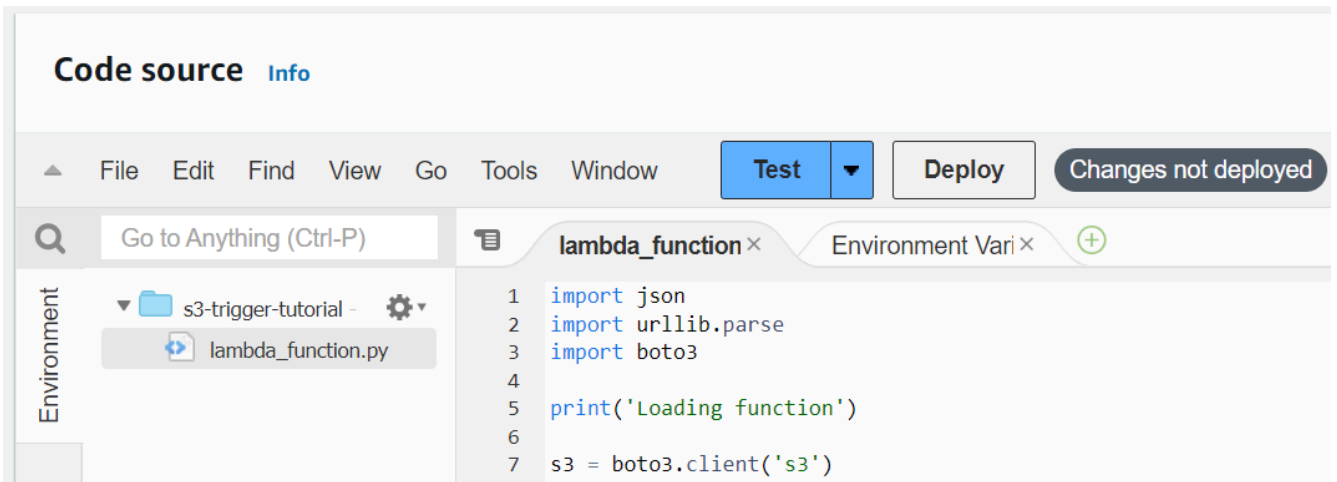 Code source Info
File Edit Find View Go Tools Window Test Deploy Changes not deployed
Go to Anything (Ctrl-P)
lambda_function Environment Vari
Environment
s3-trigger-tutorial -
lambda_function.py
1 import json
2 import urllib.parse
3 import boto3
4
5 print('Loading function')
6
7 s3 = boto3.client('s3')